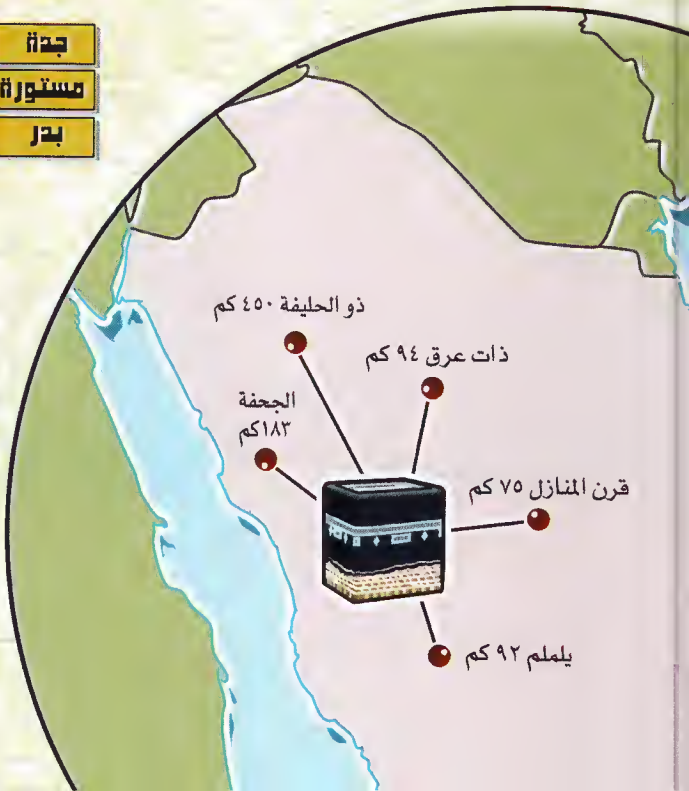 جدة
مستورة
بدر
ذو الحليفة ٤٥٠ كم
ذات عرق ٩٤ كم
الجحفة
١٨٣كم
قرن المنازل ٧٥ كم
يلملم ٩٢ كم